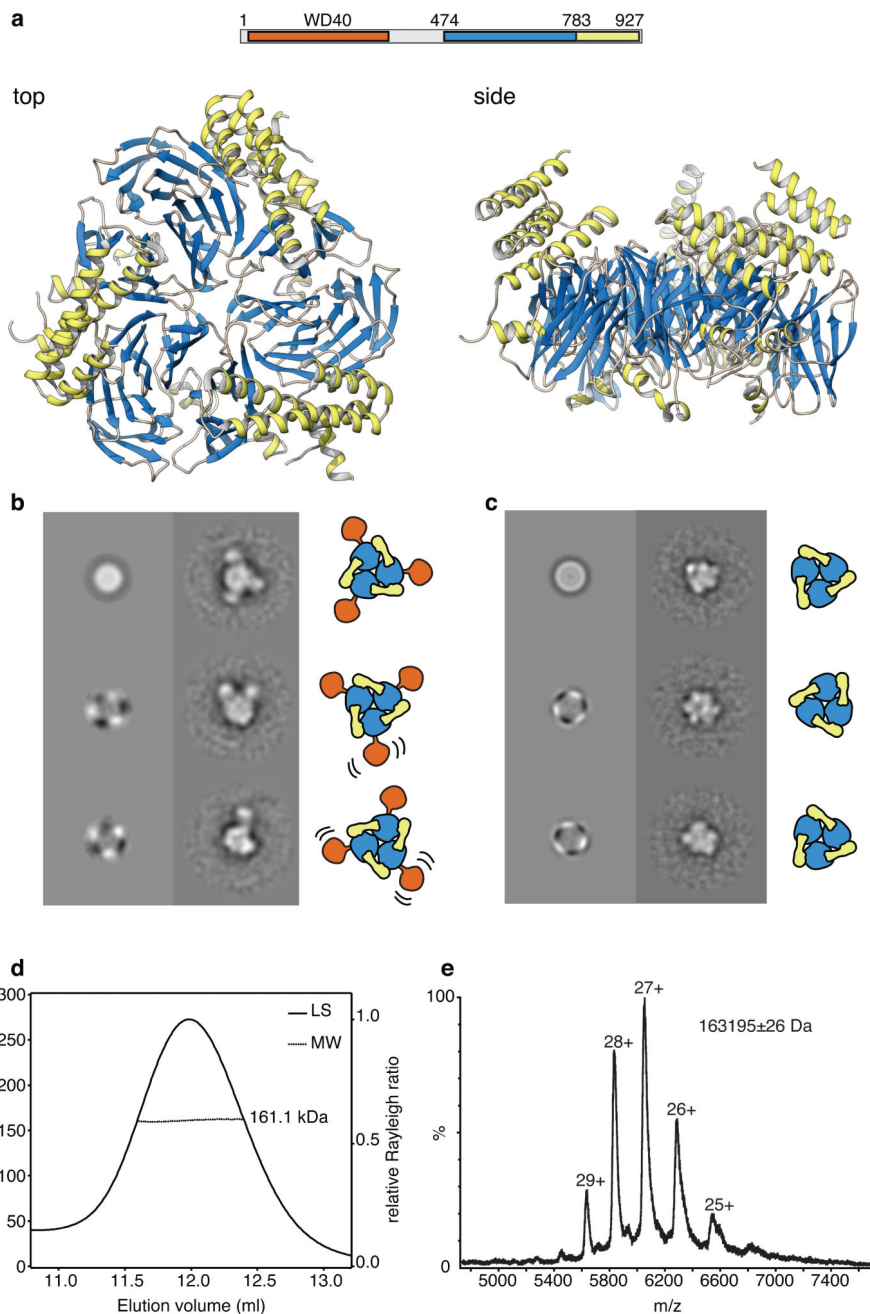 a
1 WD40 474 783 927
top
side
b
c
d
300
250
200
150
100
50
0
LS
MW
161.1 kDa
1.0
0.5
0.0
relative Rayleigh ratio
11.0 11.5 12.0 12.5 13.0
Elution volume (ml)
e
100
%
0
27+
28+
26+
29+
25+
163195±26 Da
5000 5400 5800 6200 6600 7000 7400
m/z